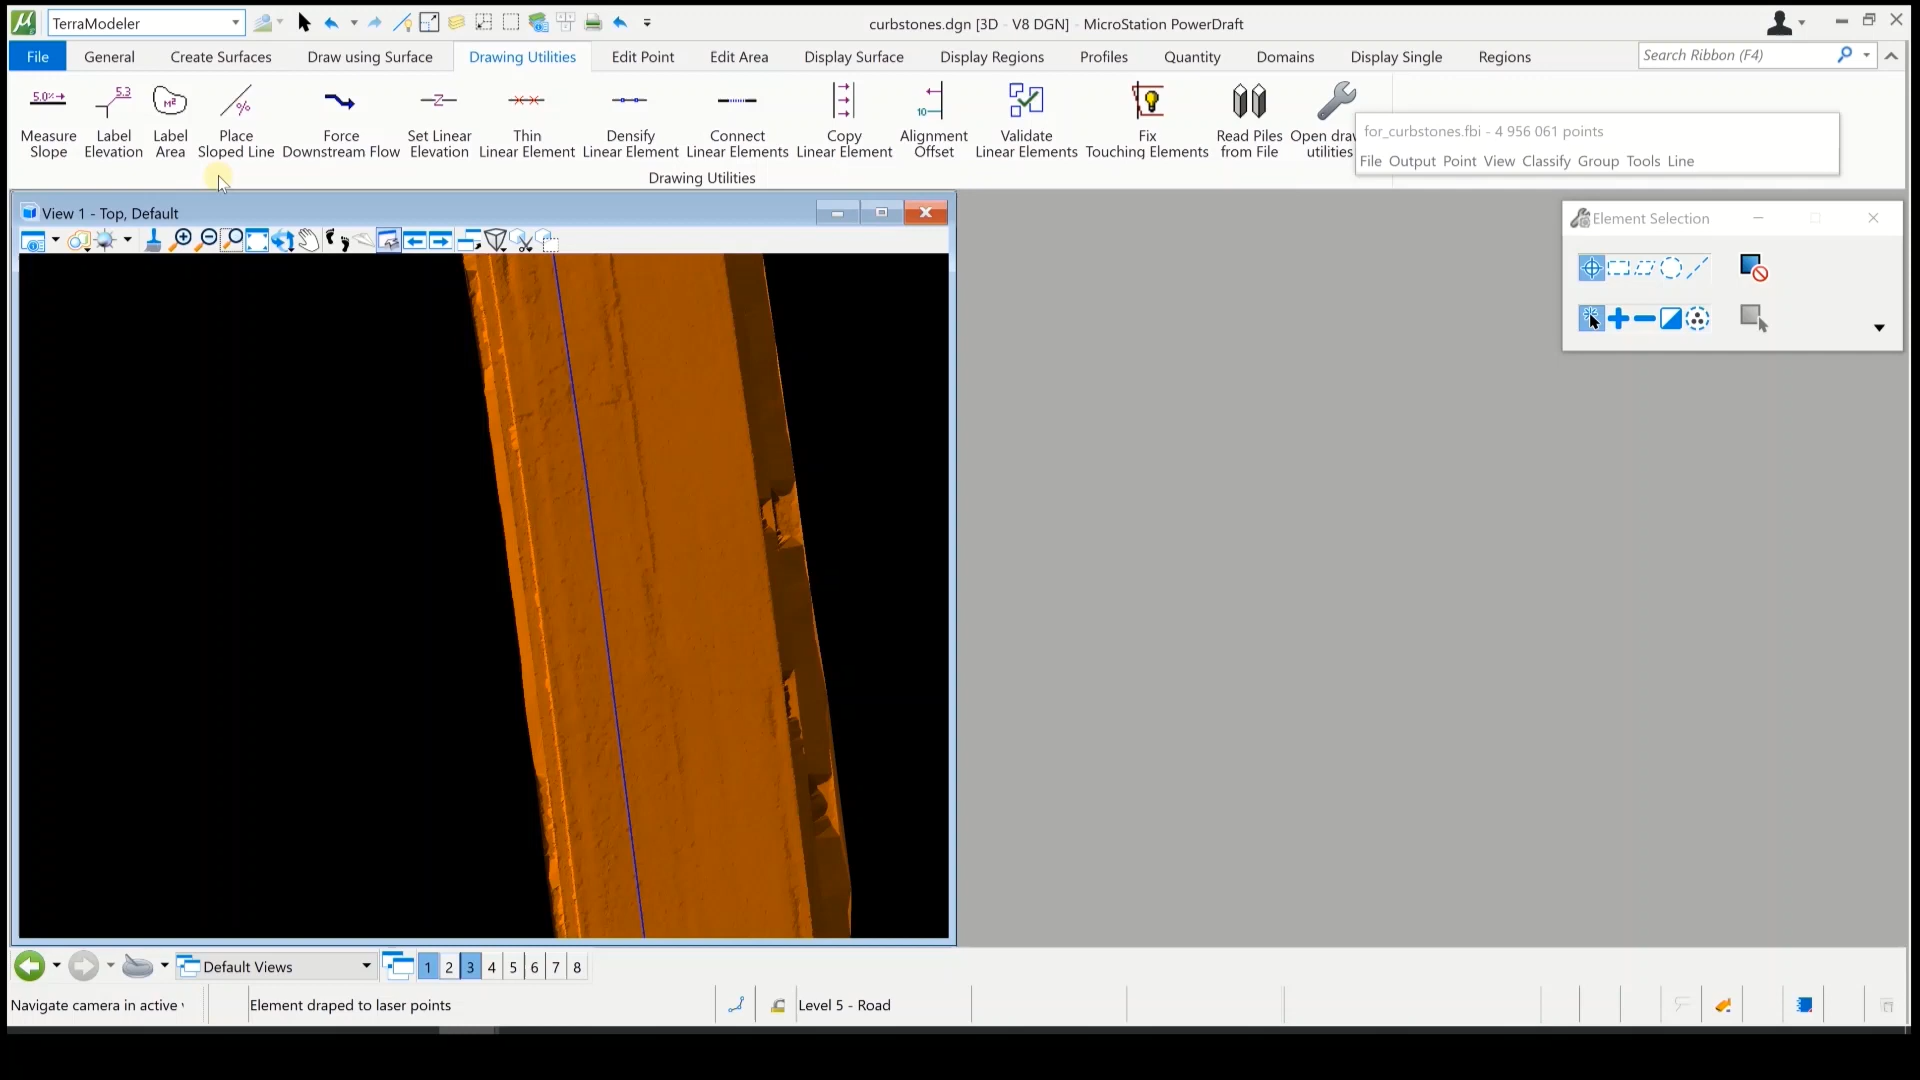 TerraModeler
curbstones.dgn [3D - V8 DGN] - MicroStation PowerDraft
File General Create Surfaces Draw using Surface Drawing Utilities Edit Point Edit Area Display Surface Display Regions Profiles Quantity Domains Display Single Regions
Search Ribbon (F4)
Measure Slope
Label Elevation
Label Area
Place Sloped Line
Force Downstream Flow
Set Linear Elevation
Thin Linear Element
Densify Linear Element
Connect Linear Elements
Copy Linear Element
Alignment Offset
Validate Linear Elements
Fix Touching Elements
Read Piles from File
Open draw utilities
Drawing Utilities
for_curbstones.fbi - 4 956 061 points
File Output Point View Classify Group Tools Line
View 1 - Top, Default
Element Selection
Default Views
1 2 3 4 5 6 7 8
Navigate camera in active
Element draped to laser points
Level 5 - Road